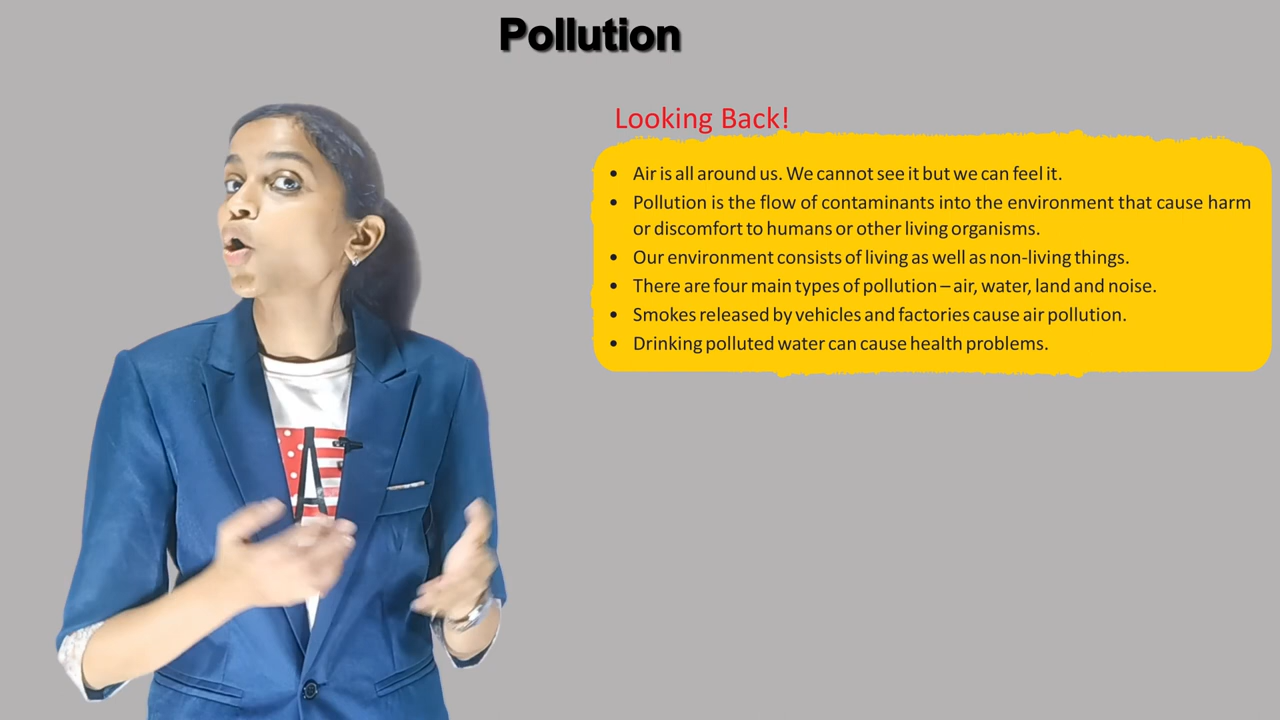 Pollution
Looking Back!
• Air is all around us. We cannot see it but we can feel it.
• Pollution is the flow of contaminants into the environment that cause harm
or discomfort to humans or other living organisms.
• Our environment consists of living as well as non-living things.
• There are four main types of pollution – air, water, land and noise.
• Smokes released by vehicles and factories cause air pollution.
• Drinking polluted water can cause health problems.
A